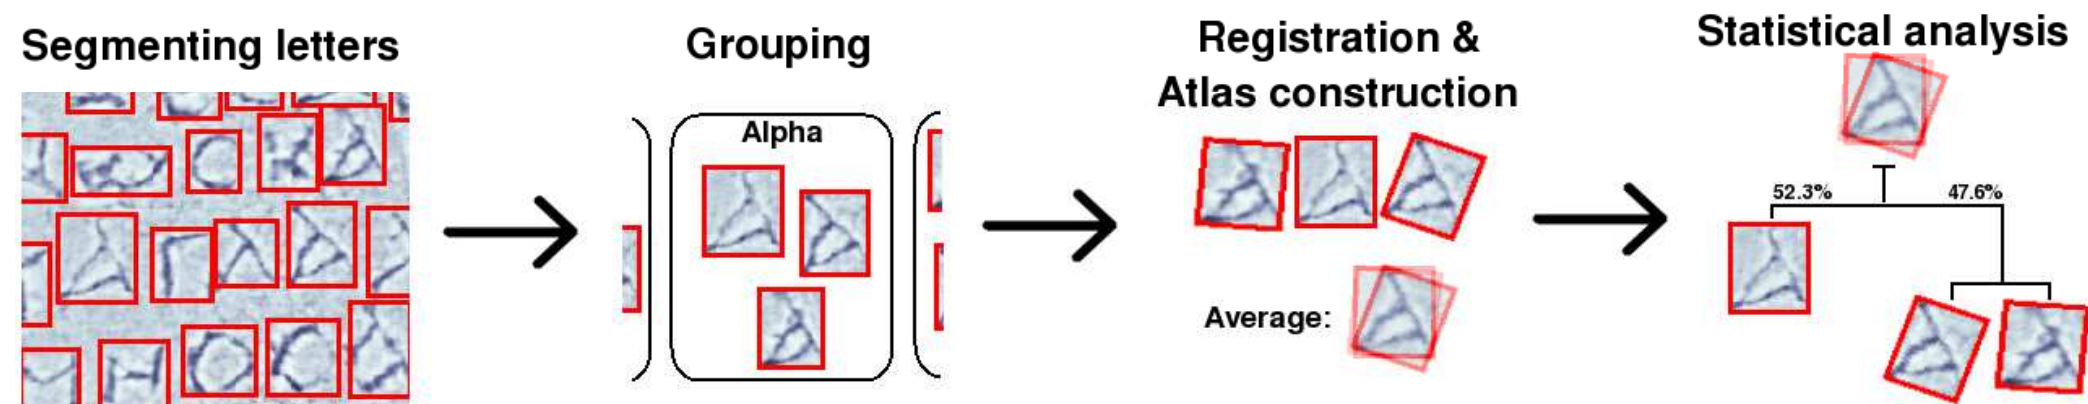 Segmenting letters
Grouping
Alpha
Registration &
Atlas construction
Average:
Statistical analysis
52.3%
47.6%